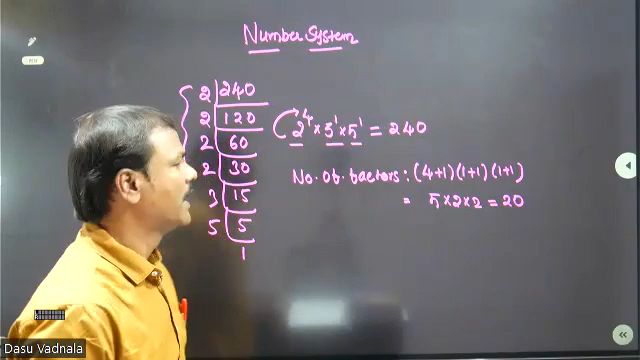 Number System
2 | 240
2 | 120
2 | 60
2 | 30
3 | 15
5 | 5
1
2⁴ × 3¹ × 5¹ = 240
No. of factors : (4+1)(1+1)(1+1)
= 5×2×2 = 20
Dasu Vadnala